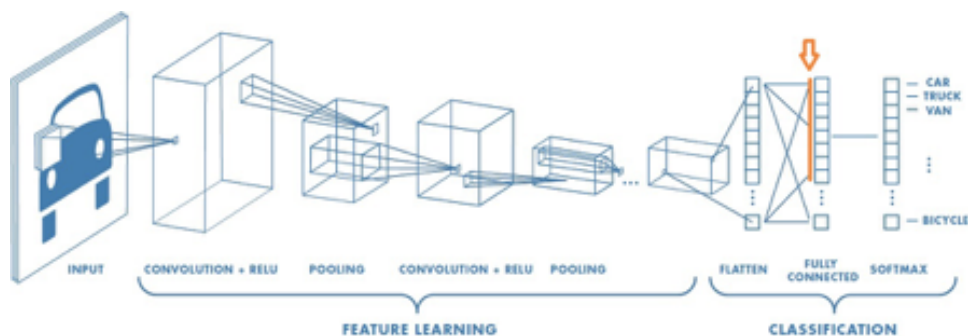 CAR
TRUCK
VAN
BICYCLE
INPUT CONVOLUTION + RELU POOLING CONVOLUTION + RELU POOLING FLATTEN FULLY CONNECTED SOFTMAX
FEATURE LEARNING CLASSIFICATION